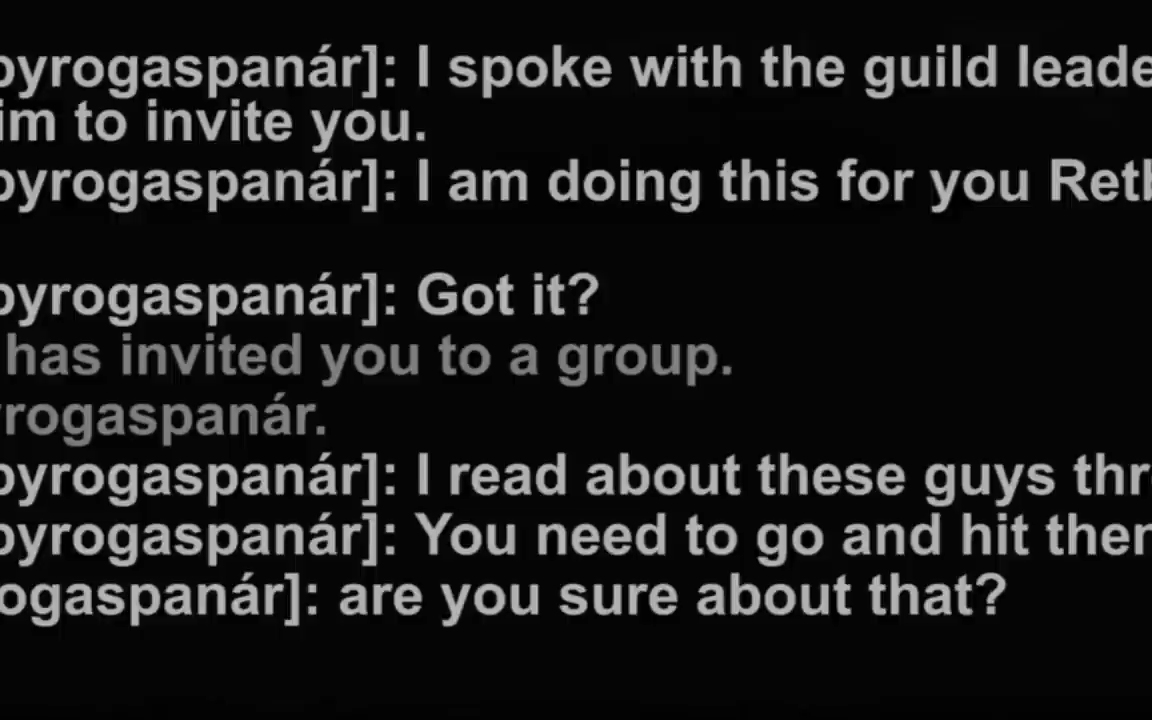 pyrogaspanár]: I spoke with the guild leade
im to invite you.
pyrogaspanár]: I am doing this for you Retb
pyrogaspanár]: Got it?
has invited you to a group.
rogaspanár.
pyrogaspanár]: I read about these guys thr
pyrogaspanár]: You need to go and hit them
ogaspanár]: are you sure about that?